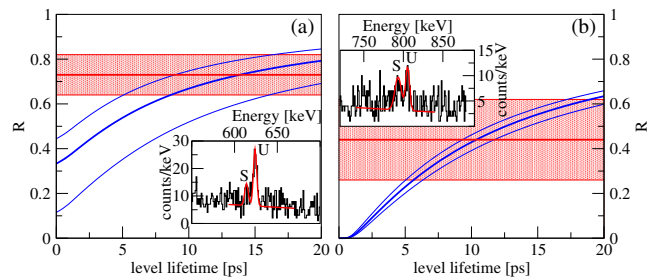 (a)
1
0.8
0.6
0.4
0.2
0
R
0 5 10 15 20
level lifetime [ps]
Energy [keV]
600 650
30
20
10
0
counts/keV
S U
(b)
1
0.8
0.6
0.4
0.2
0
R
0 5 10 15 20
level lifetime [ps]
Energy [keV]
750 800 850
15
10
5
counts/keV
S U